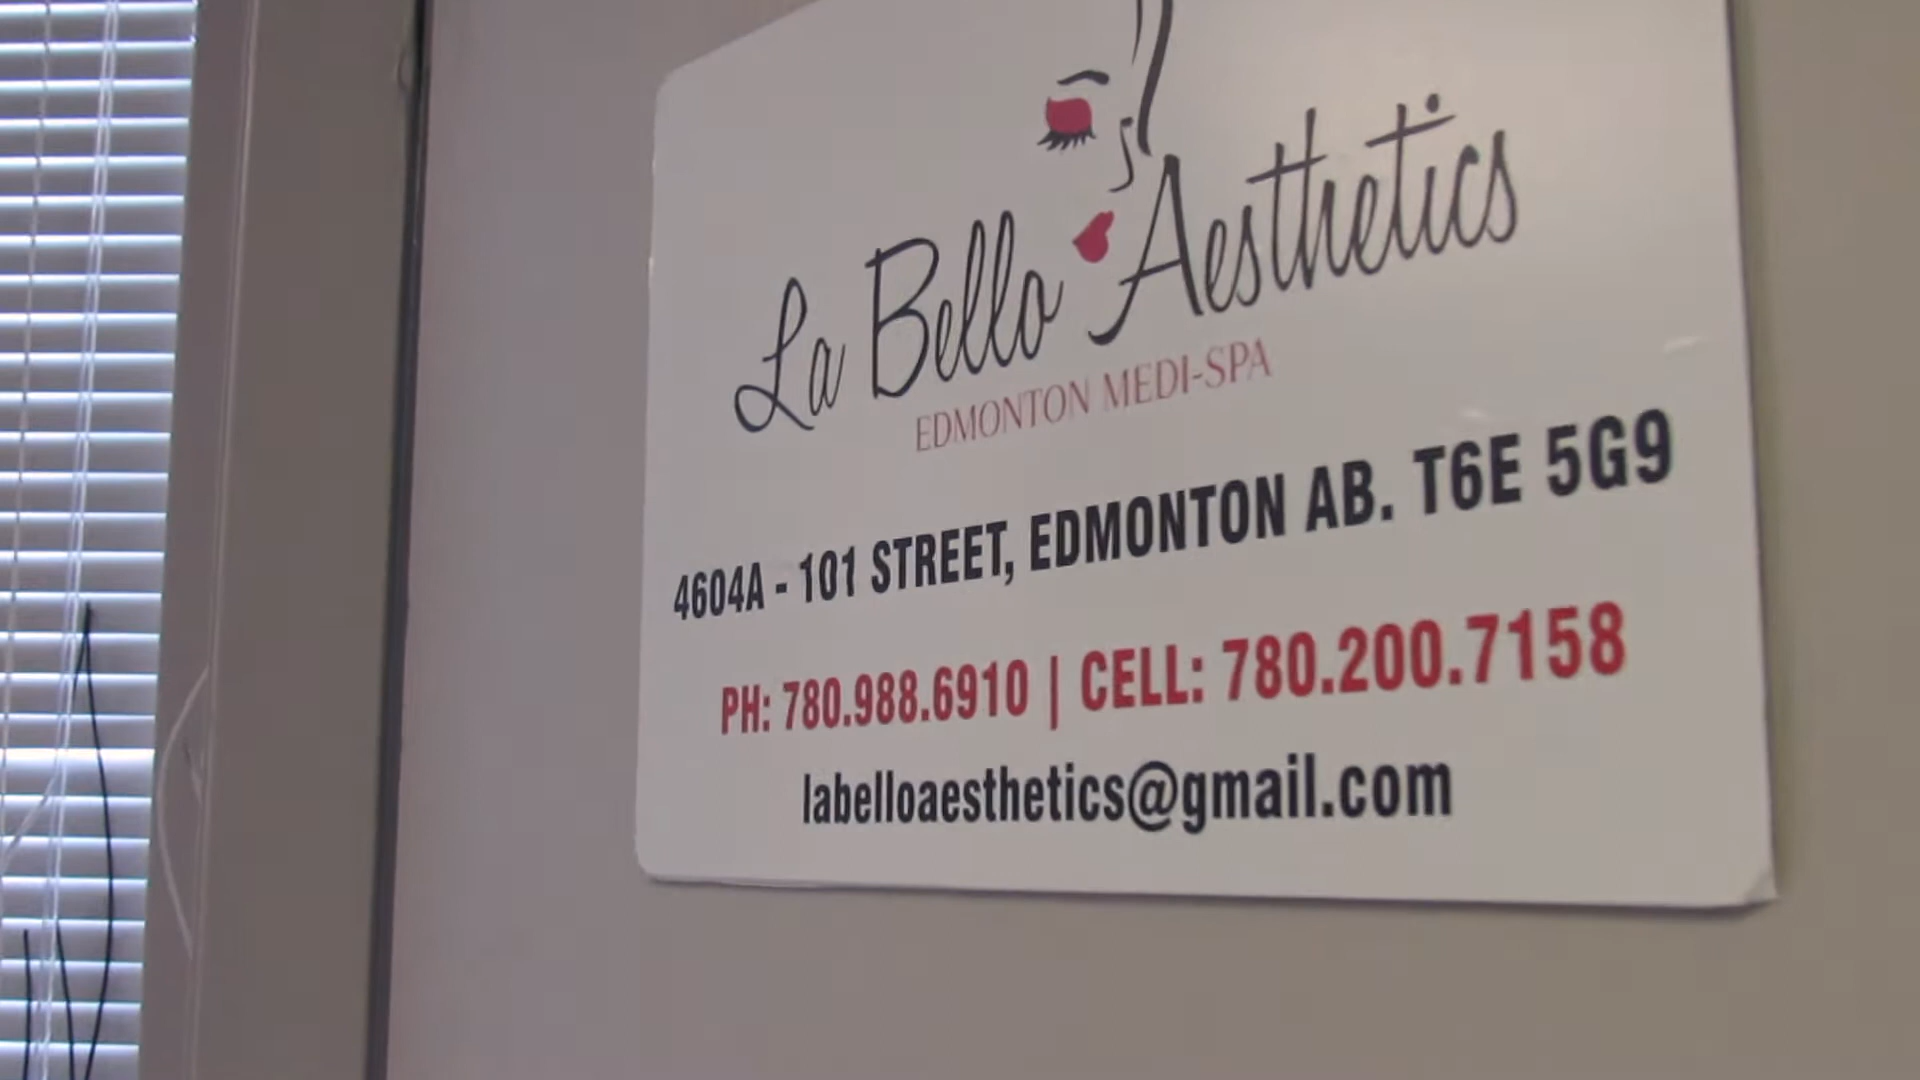 La Bello Aesthetics
EDMONTON MEDI-SPA
4604A - 101 STREET, EDMONTON AB. T6E 5G9
PH: 780.988.6910 | CELL: 780.200.7158
labelloaesthetics@gmail.com